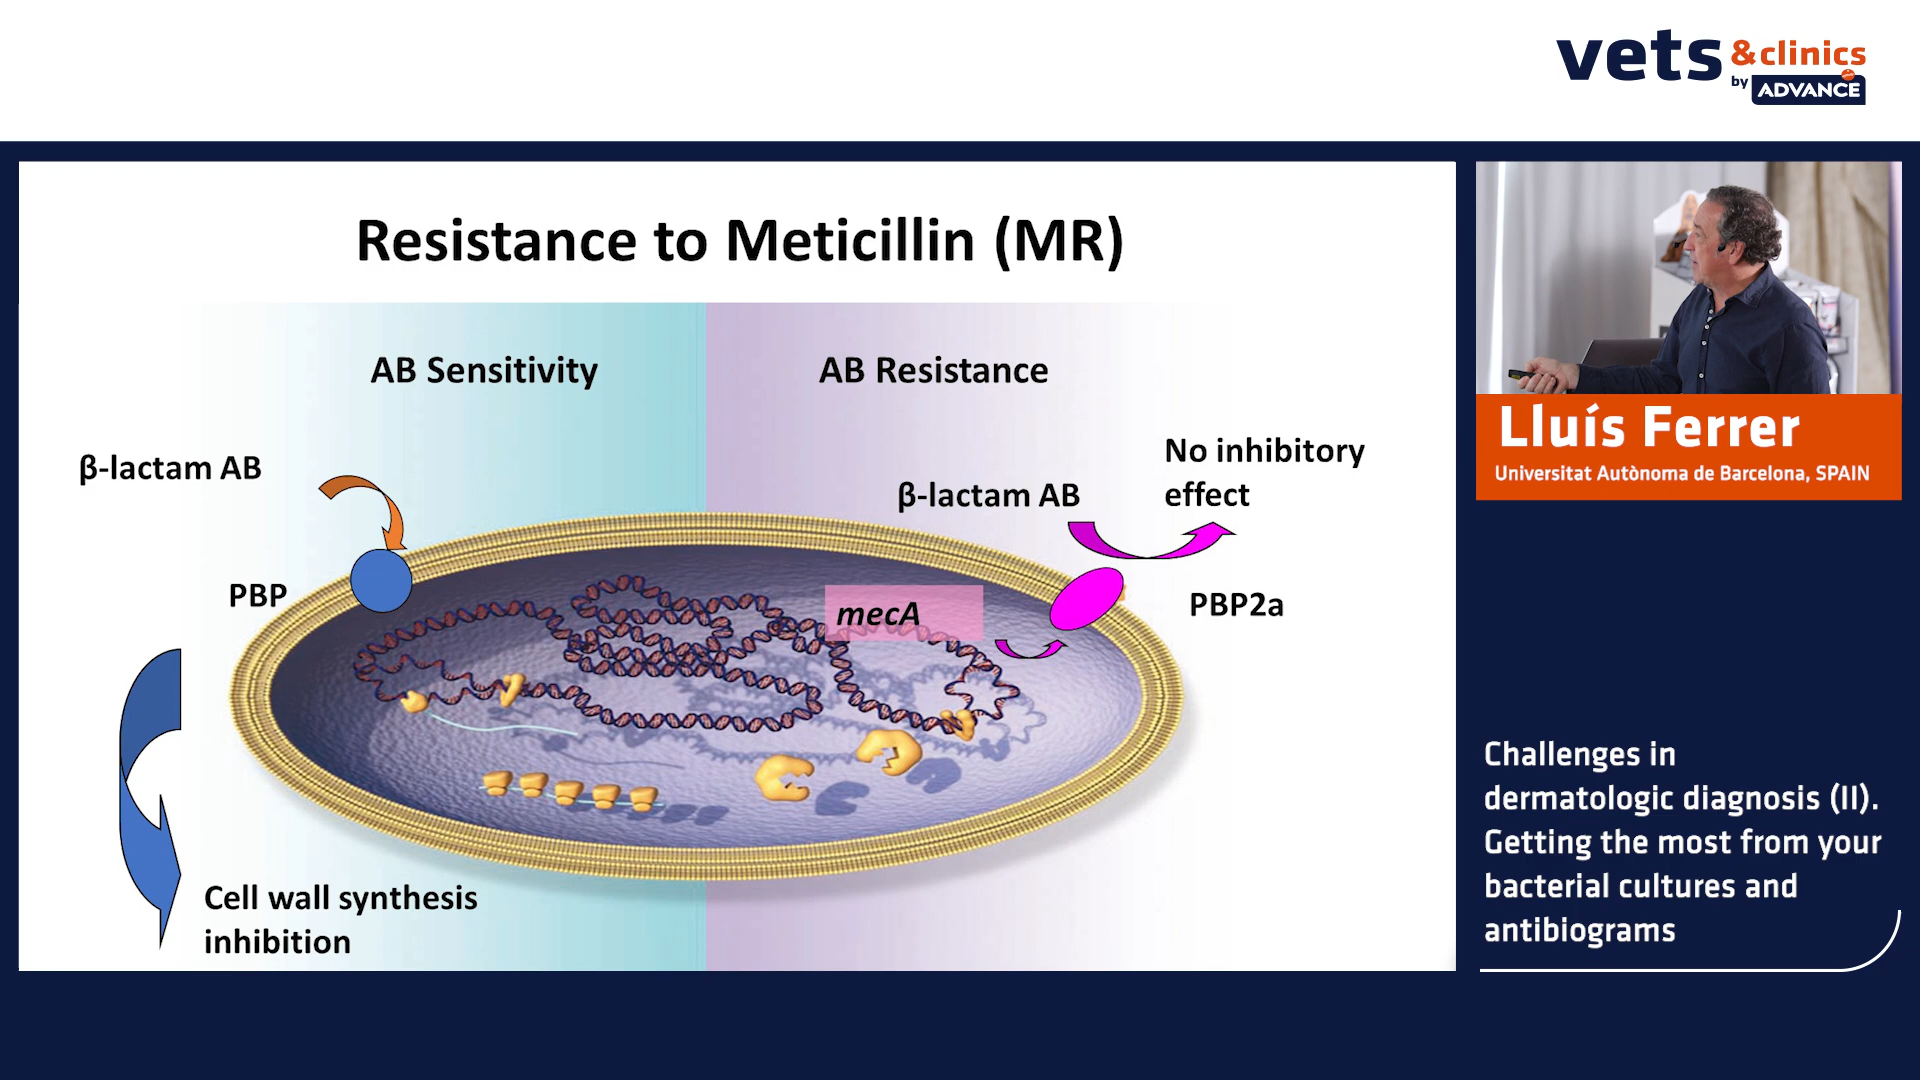 vets &clinics
by ADVANCE
Resistance to Meticillin (MR)
AB Sensitivity
AB Resistance
β-lactam AB
No inhibitory
effect
β-lactam AB
PBP
mecA
PBP2a
Cell wall synthesis
inhibition
Lluís Ferrer
Universitat Autònoma de Barcelona, SPAIN
Challenges in
dermatologic diagnosis (II).
Getting the most from your
bacterial cultures and
antibiograms